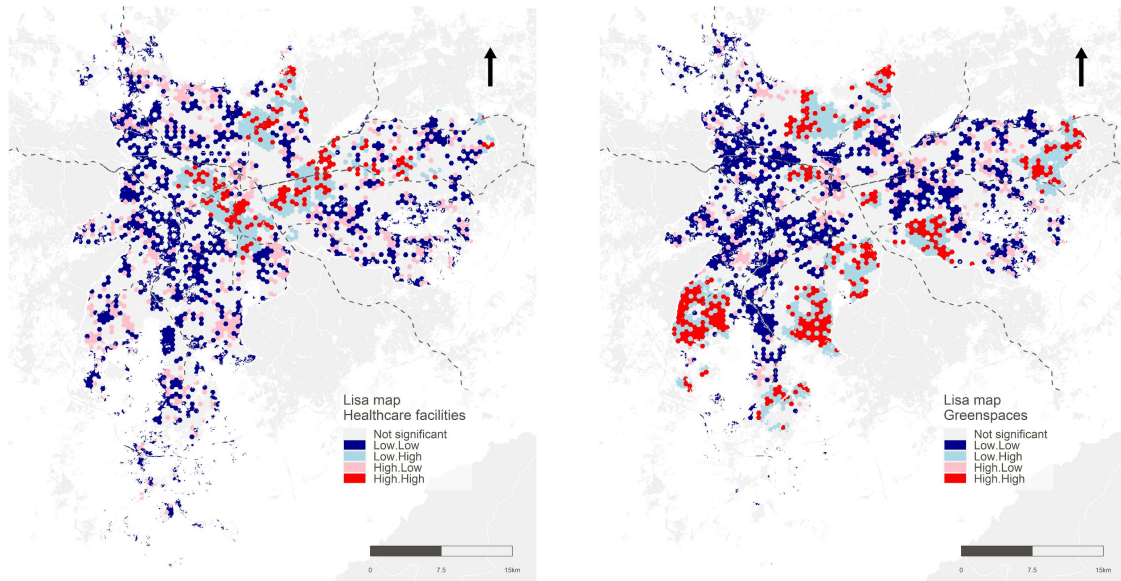 Lisa map
Healthcare facilities
Not significant
Low.Low
Low.High
High.Low
High.High
0
7.5
15km
Lisa map
Greenspaces
Not significant
Low.Low
Low.High
High.Low
High.High
0
7.5
15km